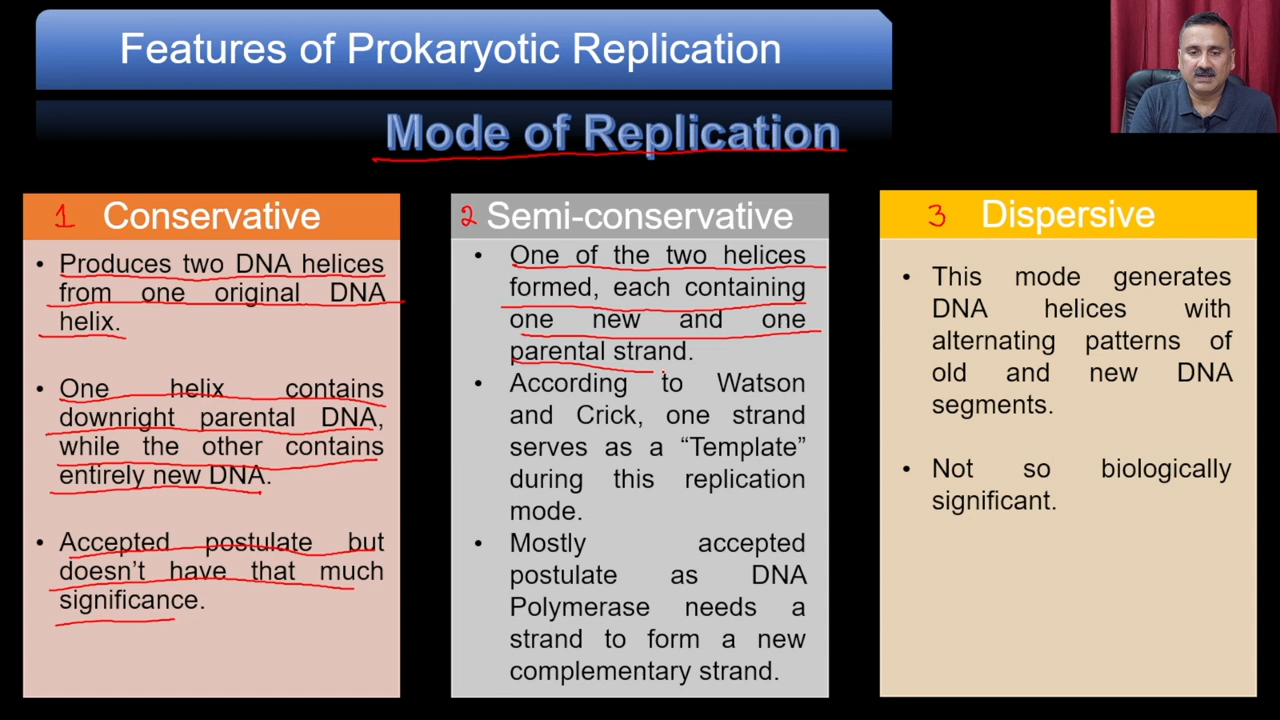 Features of Prokaryotic Replication
Mode of Replication
1 Conservative
• Produces two DNA helices
from one original DNA
helix.
• One helix contains
downright parental DNA,
while the other contains
entirely new DNA.
• Accepted postulate but
doesn't have that much
significance.
2 Semi-conservative
• One of the two helices
formed, each containing
one new and one
parental strand.
• According to Watson
and Crick, one strand
serves as a “Template”
during this replication
mode.
• Mostly accepted
postulate as DNA
Polymerase needs a
strand to form a new
complementary strand.
3 Dispersive
• This mode generates
DNA helices with
alternating patterns of
old and new DNA
segments.
• Not so biologically
significant.